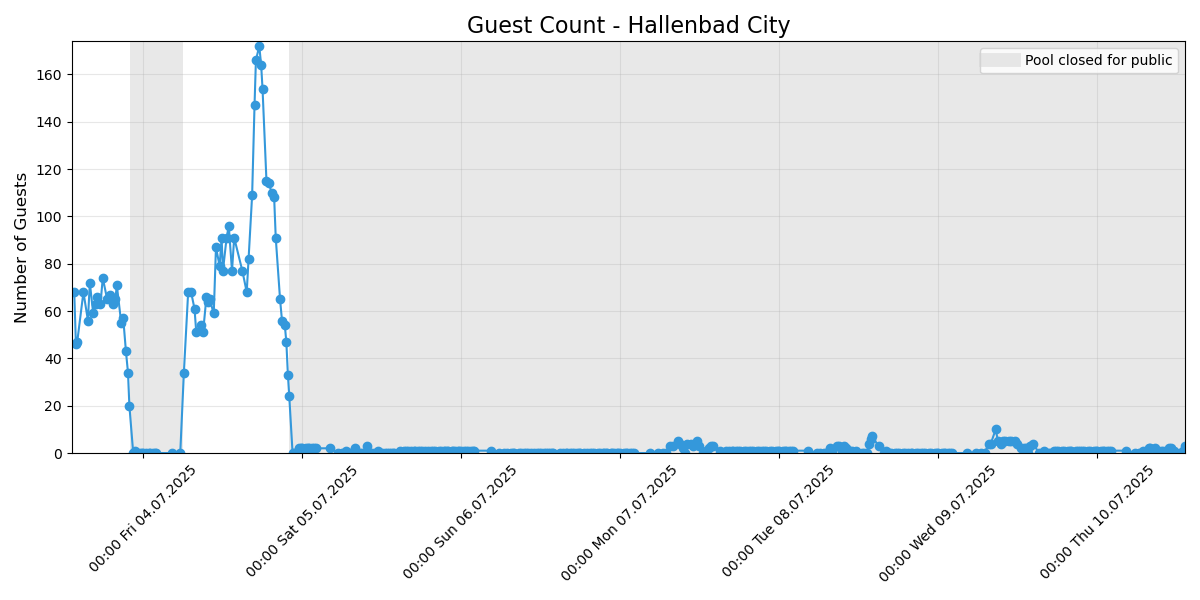 Guest Count - Hallenbad City
Pool closed for public
Number of Guests
160
140
120
100
80
60
40
20
0
00:00 Fri 04.07.2025
00:00 Sat 05.07.2025
00:00 Sun 06.07.2025
00:00 Mon 07.07.2025
00:00 Tue 08.07.2025
00:00 Wed 09.07.2025
00:00 Thu 10.07.2025